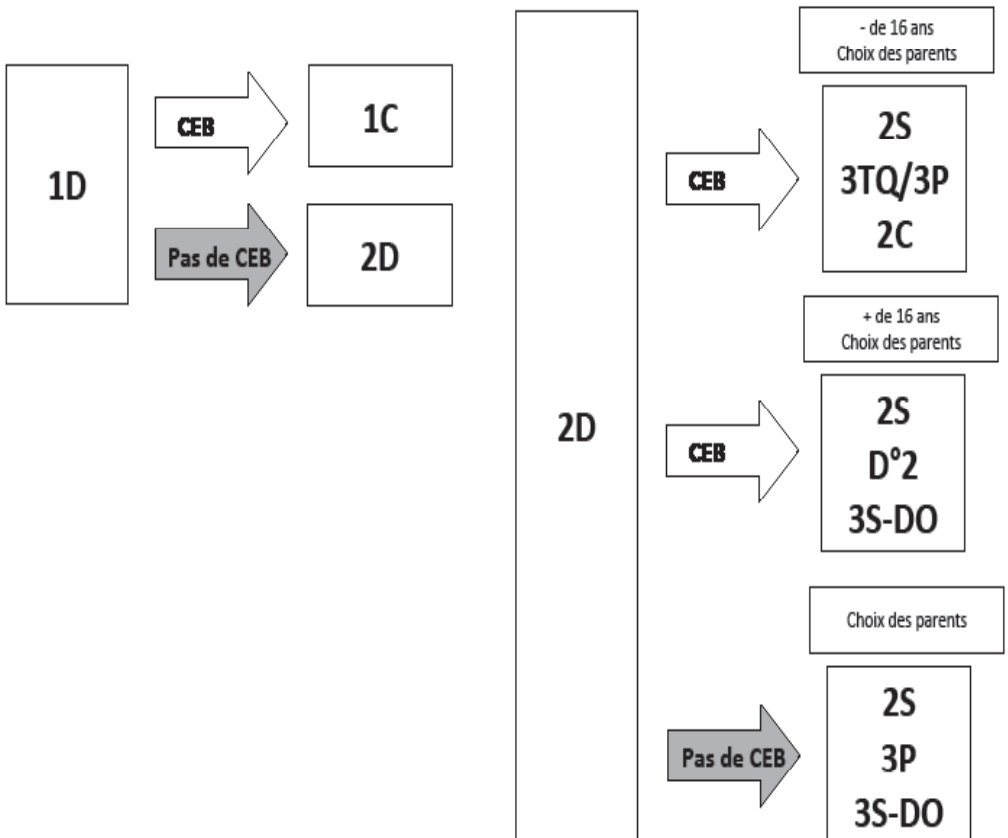 1D
CEB
1C
Pas de CEB
2D
2D
- de 16 ans
Choix des parents
CEB
2S
3TQ/3P
2C
+ de 16 ans
Choix des parents
CEB
2S
D°2
3S-DO
Choix des parents
Pas de CEB
2S
3P
3S-DO